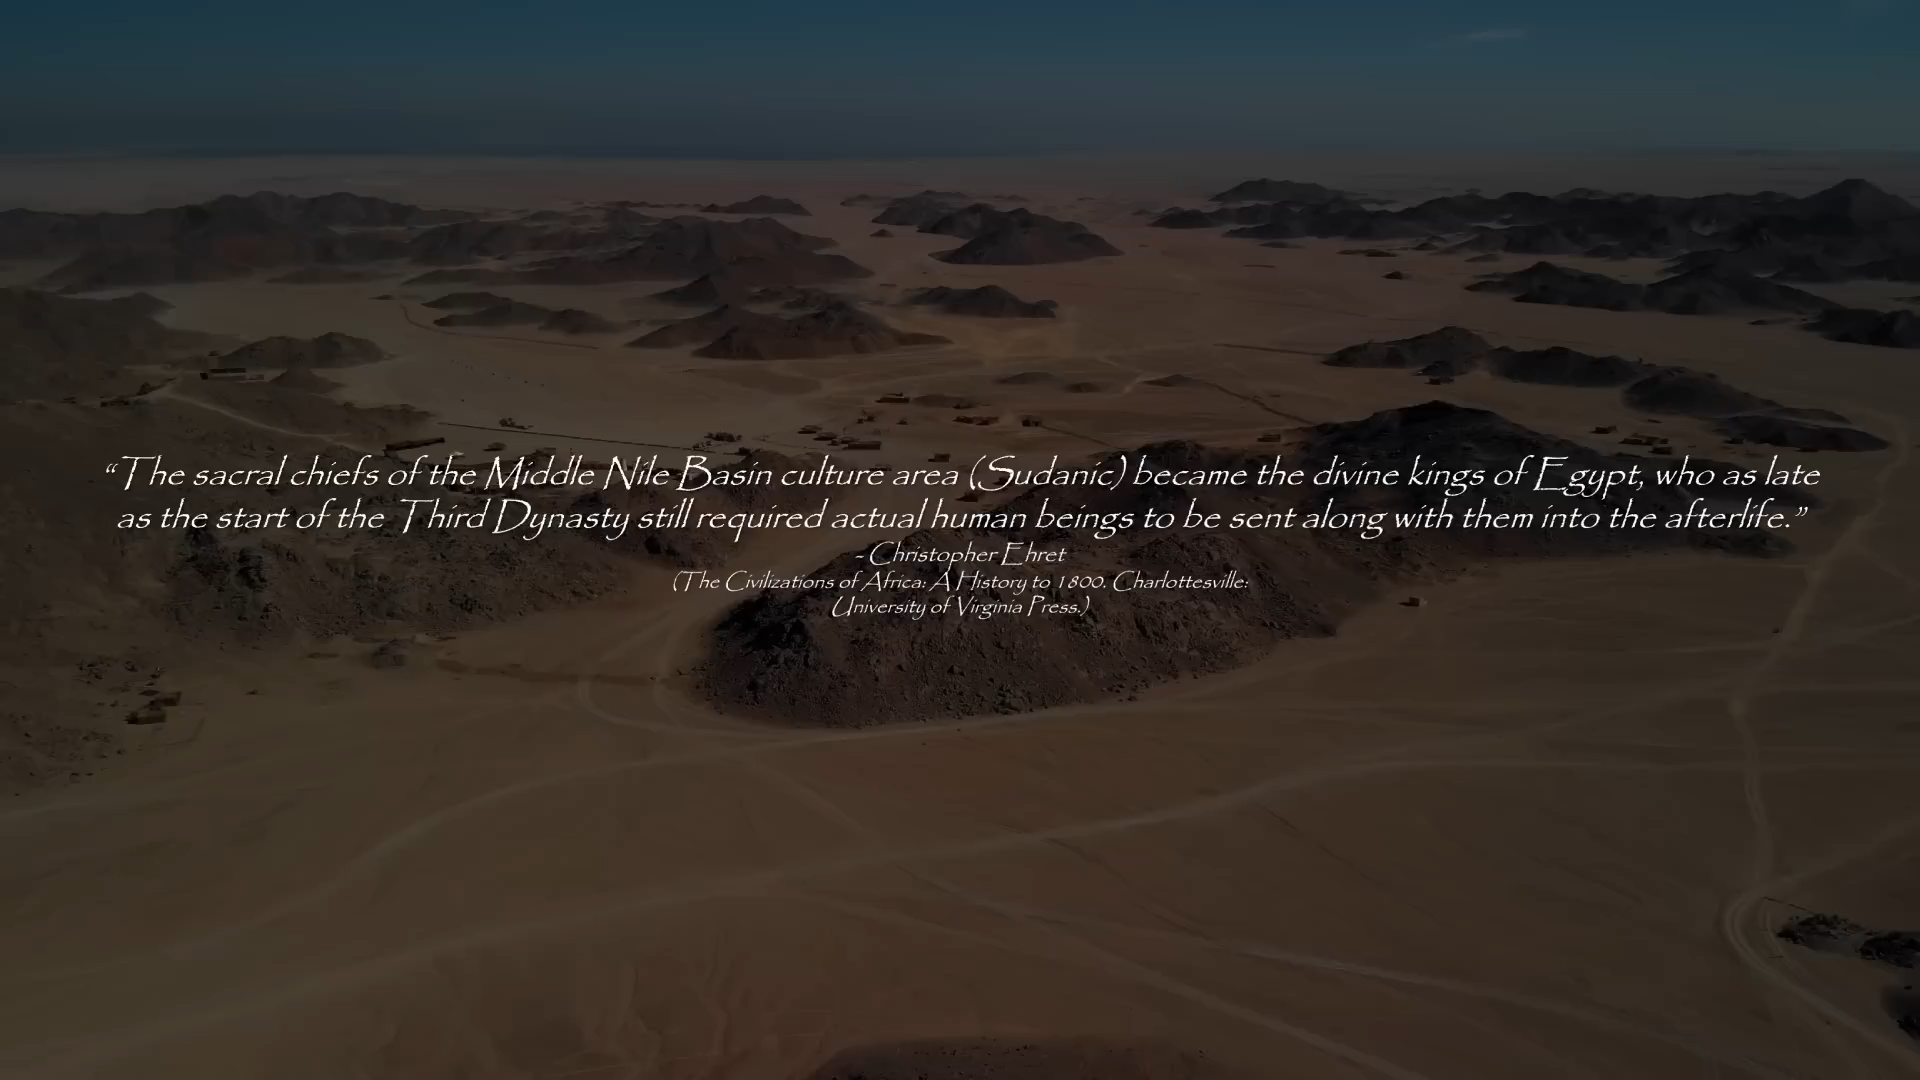 “The sacral chiefs of the Middle Nile Basin culture area (Sudanic) became the divine kings of Egypt, who as late
as the start of the Third Dynasty still required actual human beings to be sent along with them into the afterlife.”
- Christopher Ehret
(The Civilizations of Africa: A History to 1800. Charlottesville:
University of Virginia Press.)